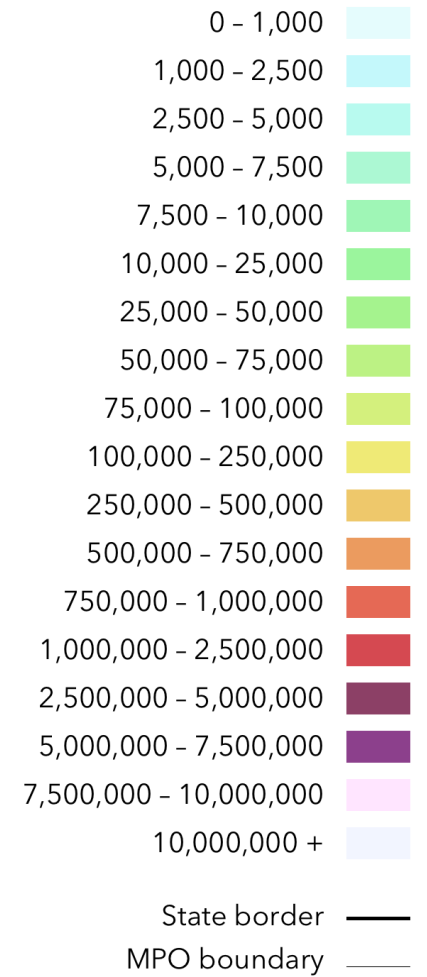 0 – 1,000
1,000 – 2,500
2,500 – 5,000
5,000 – 7,500
7,500 – 10,000
10,000 – 25,000
25,000 – 50,000
50,000 – 75,000
75,000 – 100,000
100,000 – 250,000
250,000 – 500,000
500,000 – 750,000
750,000 – 1,000,000
1,000,000 – 2,500,000
2,500,000 – 5,000,000
5,000,000 – 7,500,000
7,500,000 – 10,000,000
10,000,000 +
State border
MPO boundary